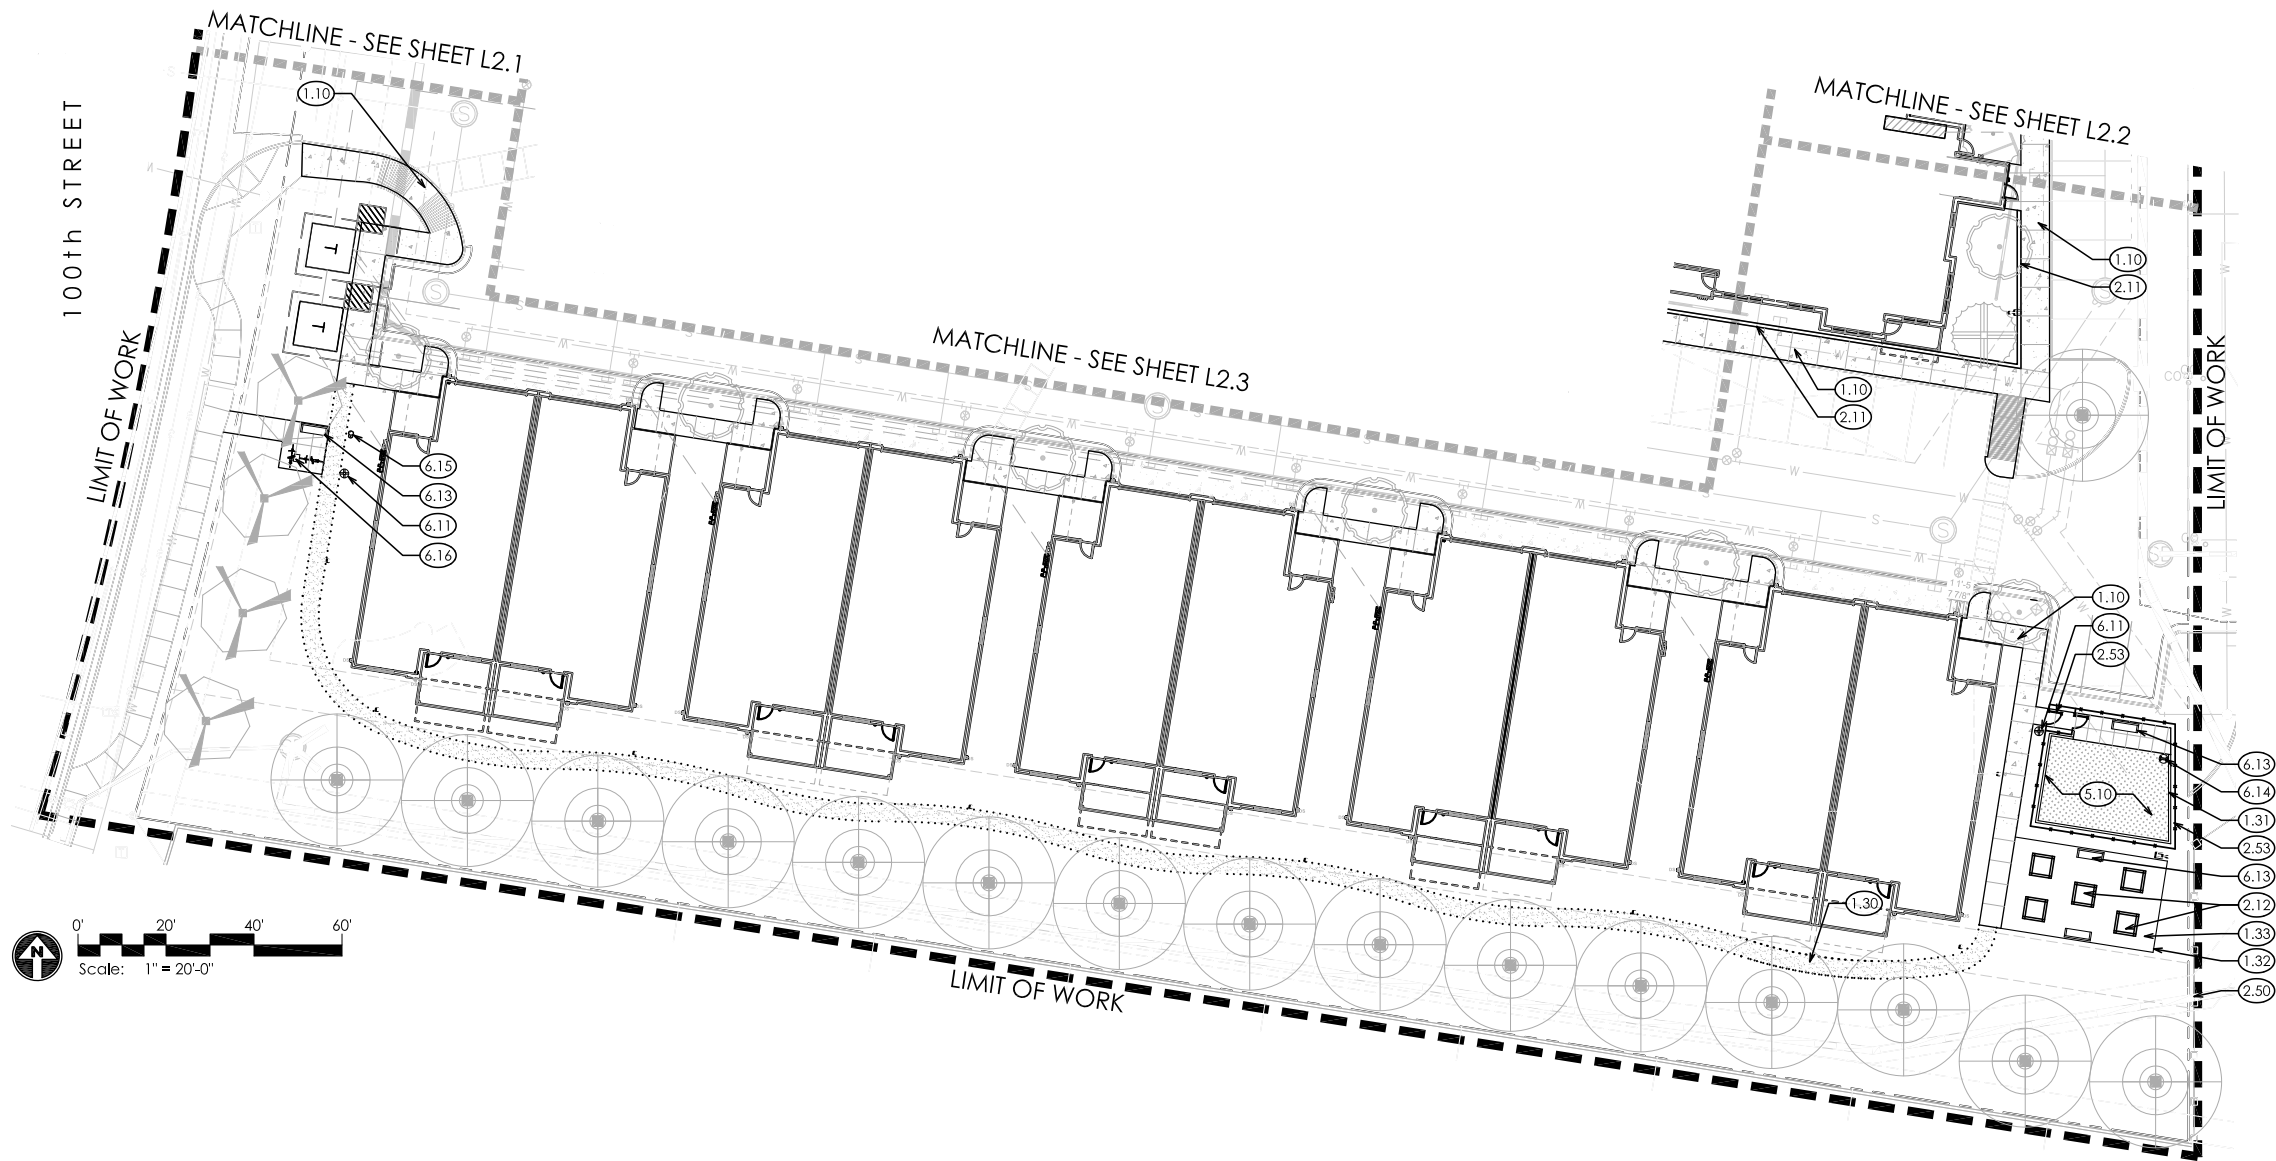 MATCHLINE - SEE SHEET L2.1
1.10
100th STREET
LIMIT OF WORK
MATCHLINE - SEE SHEET L2.3
MATCHLINE - SEE SHEET L2.2
1.10
2.11
1.10
2.11
LIMIT OF WORK
T
T
S
S
S
S
6.15
6.13
6.11
6.16
1.10
6.11
2.53
6.13
6.14
5.10
1.31
2.53
6.13
2.12
1.33
1.32
2.50
1.30
0' 20' 40' 60'
N
Scale: 1" = 20'-0"
LIMIT OF WORK